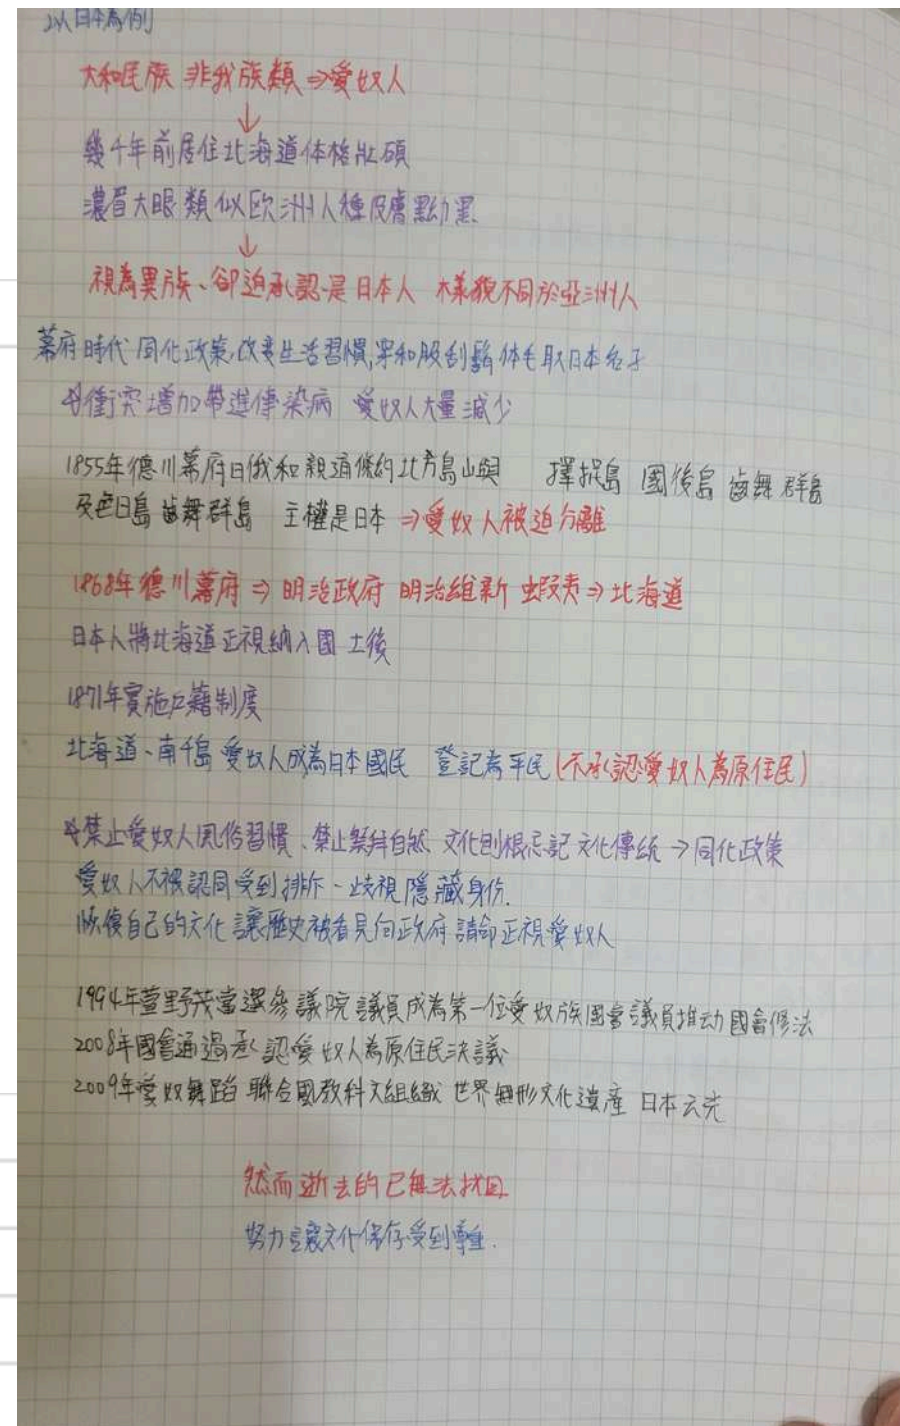 以日本為例
大和民族 非我族類 ⇒ 愛奴人
↓
幾千年前居住北海道体格壯碩
濃眉大眼 類似欧洲人種皮膚黝黑
↓
視為異族、卻迫承認是日本人 樣貌不同於亞洲人
幕府時代 同化政策,改變生活習慣,穿和服刮鬍体毛取日本名子
衝突增加帶進傳染病 愛奴人大量減少
1855年德川幕府日俄和親通條約北方島山與 擇捉島 國後島 齒舞群島
及色日島 齒舞群島 主權是日本 ⇒ 愛奴人被迫分離
1868年德川幕府 ⇒ 明治政府 明治維新 蝦夷 ⇒ 北海道
日本人將北海道正視納入國土後
1871年實施戶籍制度
北海道、南千島 愛奴人成為日本國民 登記為平民(不承認愛奴人為原住民)
禁止愛奴人風俗習慣、禁止祭拜自然、文化 忘記文化傳統 → 同化政策
愛奴人不被認同受到排斥、歧視隱藏身份.
恢復自己的文化 讓歷史被看見向政府請命正視愛奴人
1994年萱野茂當選參議院議員成為第一位愛奴族國會議員推动國會修法
2008年國會通過承認愛奴人為原住民決議
2009年愛奴舞蹈 聯合國教科文組織 世界無形文化遺產 日本
然而逝去的已無法找回
努力讓文化保存受到尊重.